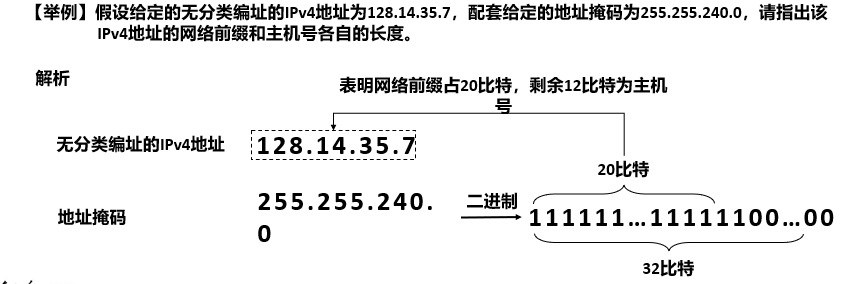 【举例】假设给定的无分类编址的IPv4地址为128.14.35.7，配套给定的地址掩码为255.255.240.0，请指出该
IPv4地址的网络前缀和主机号各自的长度。
解析
表明网络前缀占20比特，剩余12比特为主机
号
无分类编址的IPv4地址
128.14.35.7
20比特
地址掩码
255.255.240.
0
二进制
111111…1111100…00
32比特